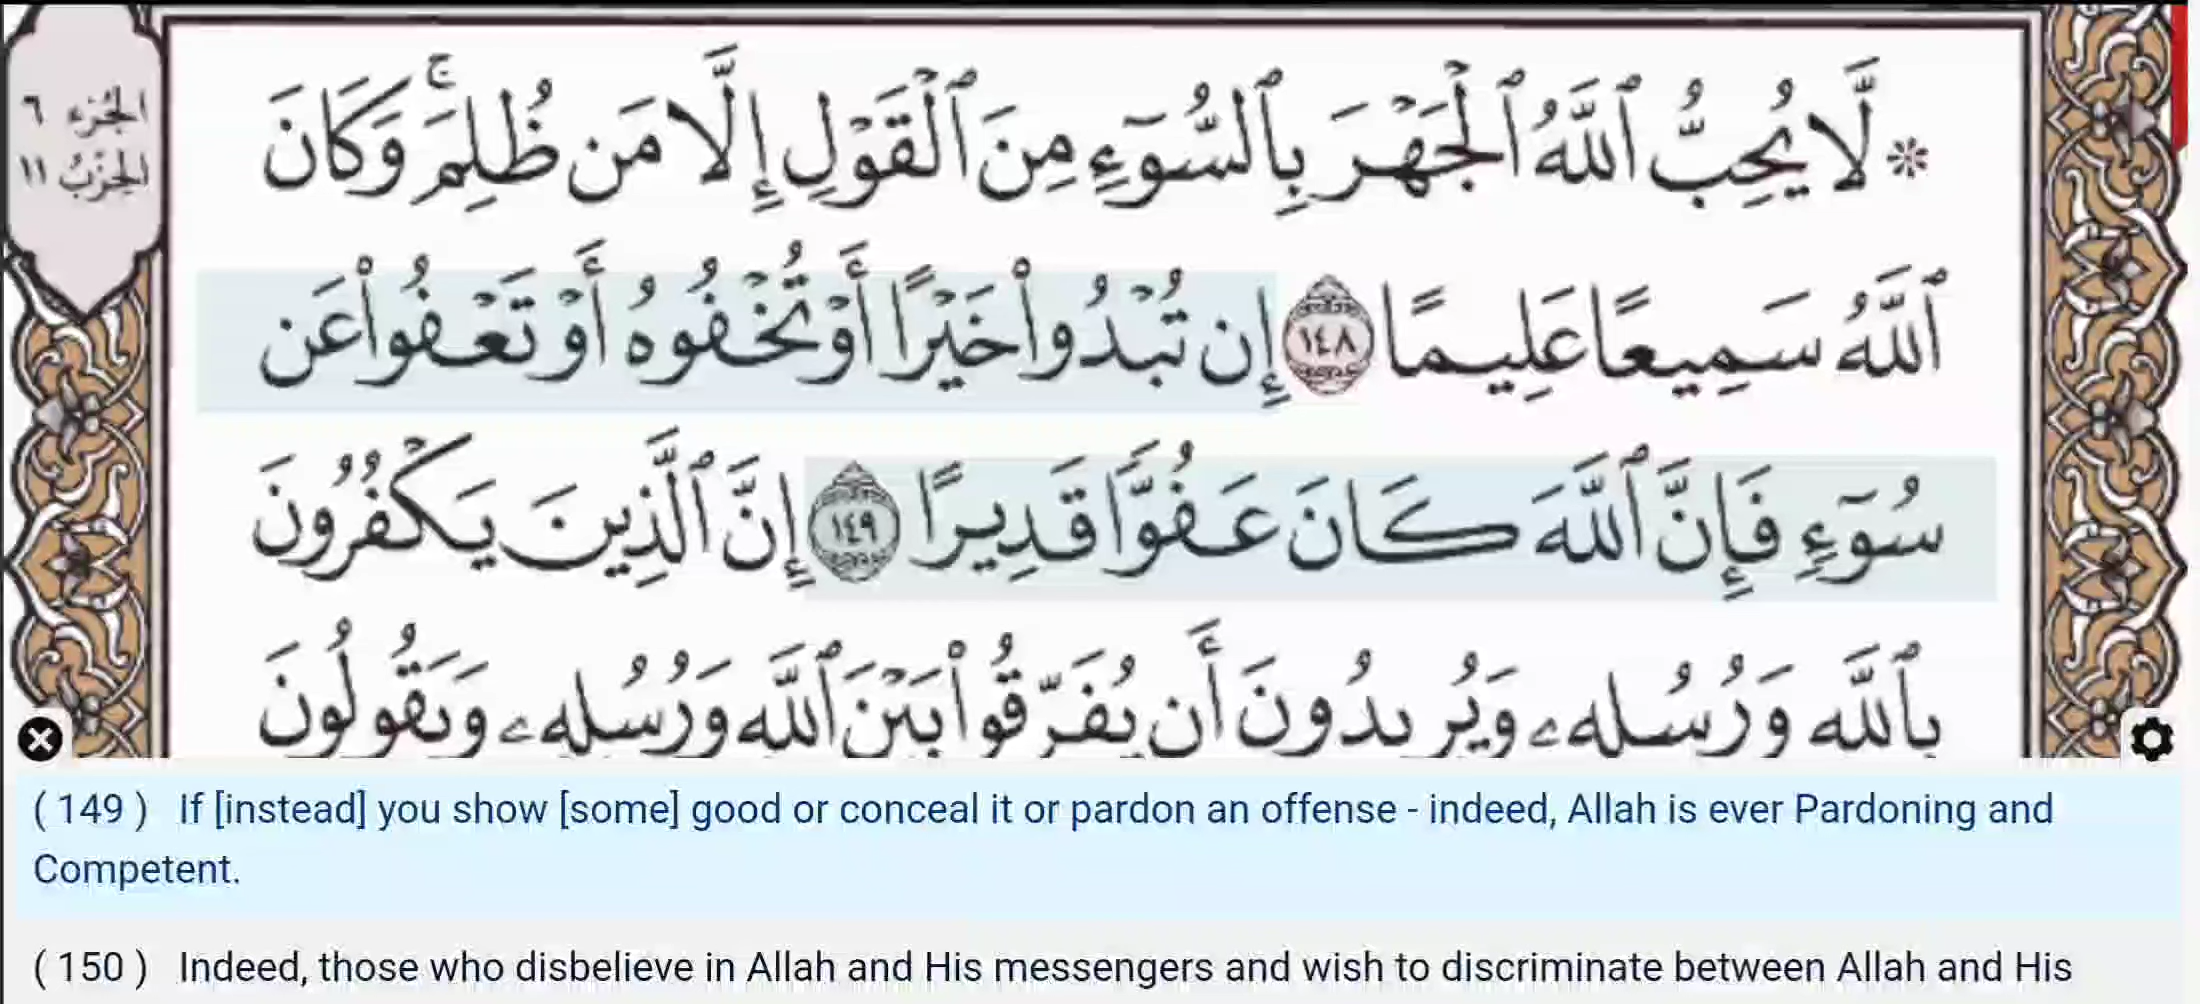 الجزء ٦
الحزب ١١
* لَّا يُحِبُّ ٱللَّهُ ٱلْجَهْرَ بِٱلسُّوٓءِ مِنَ ٱلْقَوْلِ إِلَّا مَن ظُلِمَ ۚ وَكَانَ
ٱللَّهُ سَمِيعًا عَلِيمًا ١٤٨ إِن تُبْدُوا۟ خَيْرًا أَوْ تُخْفُوهُ أَوْ تَعْفُوا۟ عَن
سُوٓءٍ فَإِنَّ ٱللَّهَ كَانَ عَفُوًّا قَدِيرًا ١٤٩ إِنَّ ٱلَّذِينَ يَكْفُرُونَ
بِٱللَّهِ وَرُسُلِهِۦ وَيُرِيدُونَ أَن يُفَرِّقُوا۟ بَيْنَ ٱللَّهِ وَرُسُلِهِۦ وَيَقُولُونَ
( 149 ) If [instead] you show [some] good or conceal it or pardon an offense - indeed, Allah is ever Pardoning and
Competent.
( 150 ) Indeed, those who disbelieve in Allah and His messengers and wish to discriminate between Allah and His